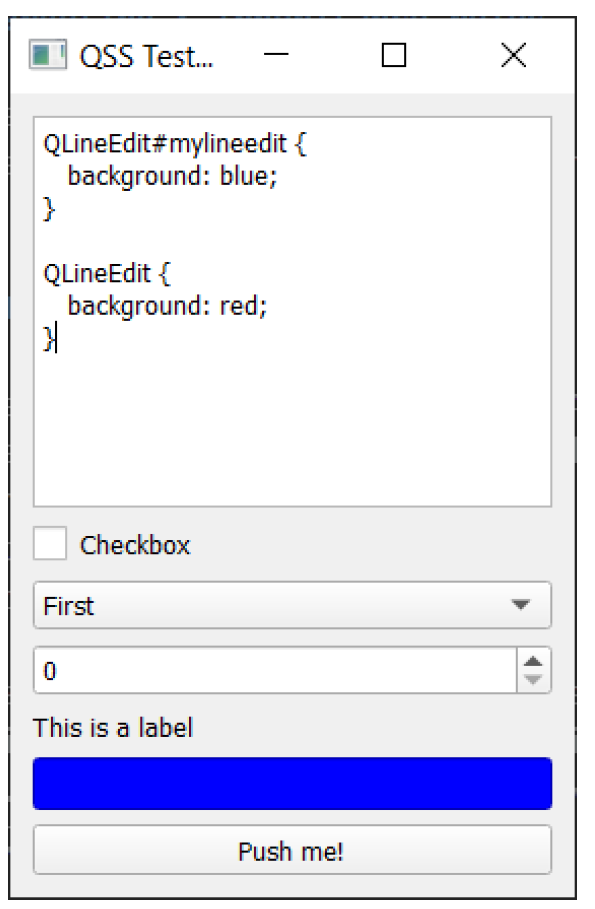 QSS Test...
QLineEdit#mylineedit {
background: blue;
}
QLineEdit {
background: red;
}
Checkbox
First
0
This is a label
Push me!